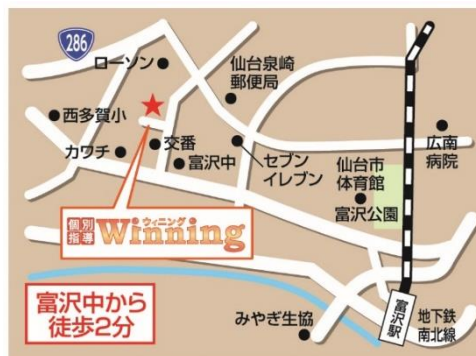 286
ローソン
仙台泉崎
郵便局
西多賀小
カワチ
交番
富沢中
セブン
イレブン
仙台市
体育館
富沢公園
広南
病院
個別
指導
ウィニング
Winning
富沢中から
徒歩2分
みやぎ生協
富沢駅
地下鉄
南北線